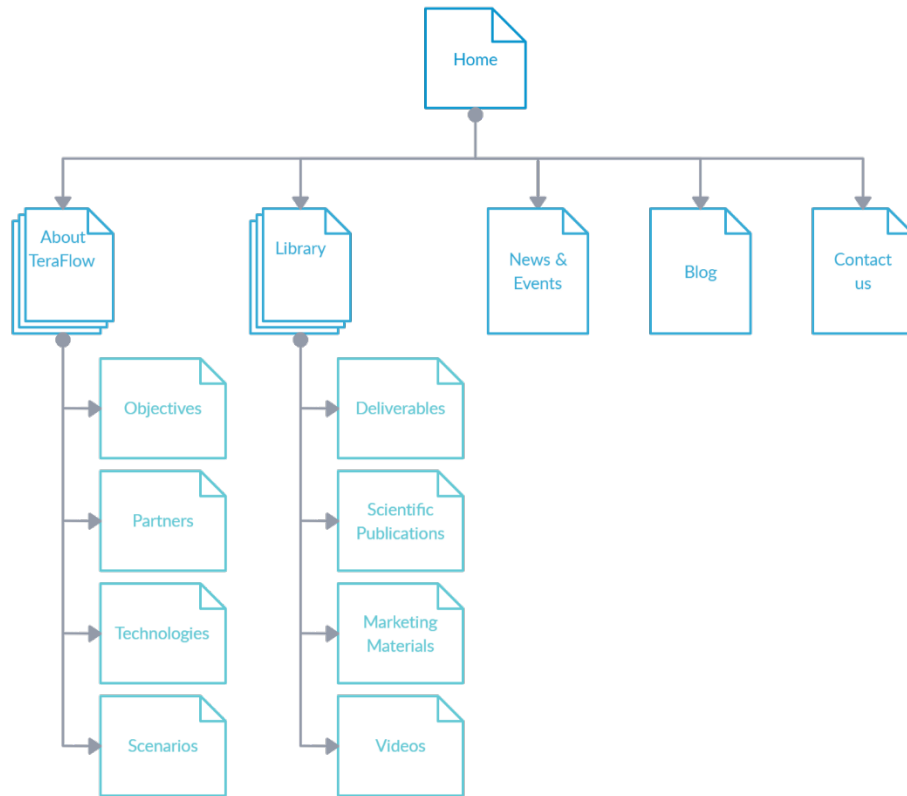 Home
About
TeraFlow
Library
News &
Events
Blog
Contact
us
Objectives
Partners
Technologies
Scenarios
Deliverables
Scientific
Publications
Marketing
Materials
Videos